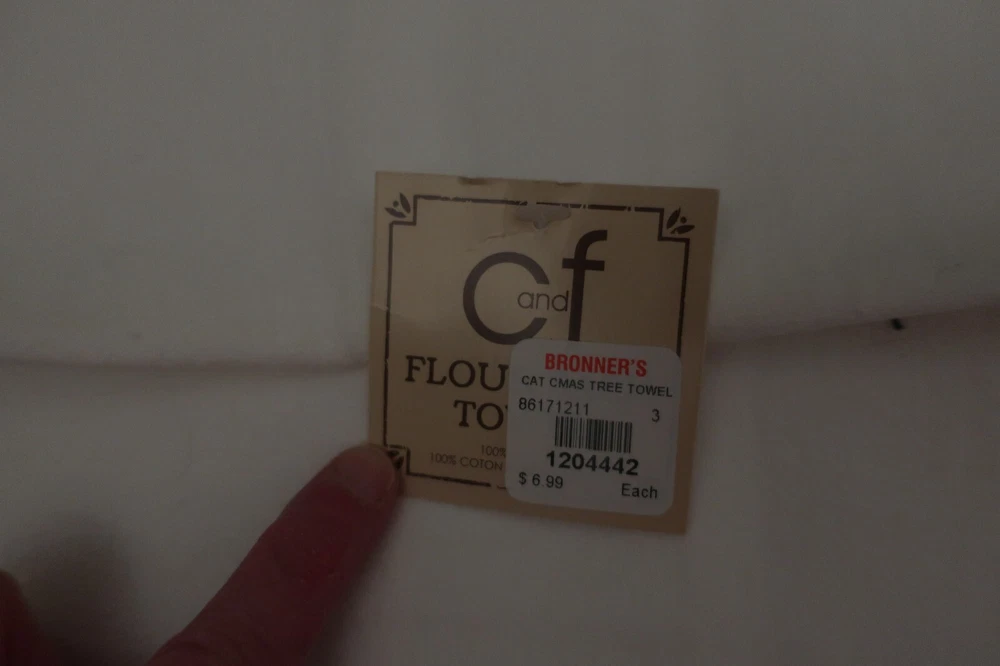 c and f
FLOU
TO
100%
100% COTON
BRONNER'S
CAT CMAS TREE TOWEL
86171211 3
1204442
$ 6.99 Each